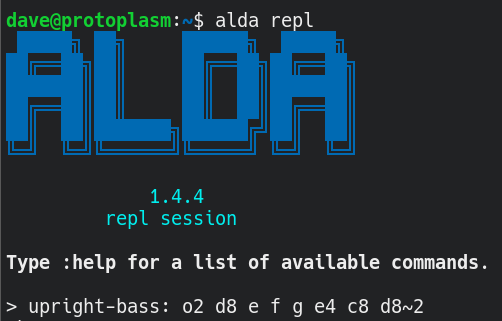 dave@protoplasm:~$ alda repl
ALDA
1.4.4
repl session
Type :help for a list of available commands.
> upright-bass: o2 d8 e f g e4 c8 d8~2